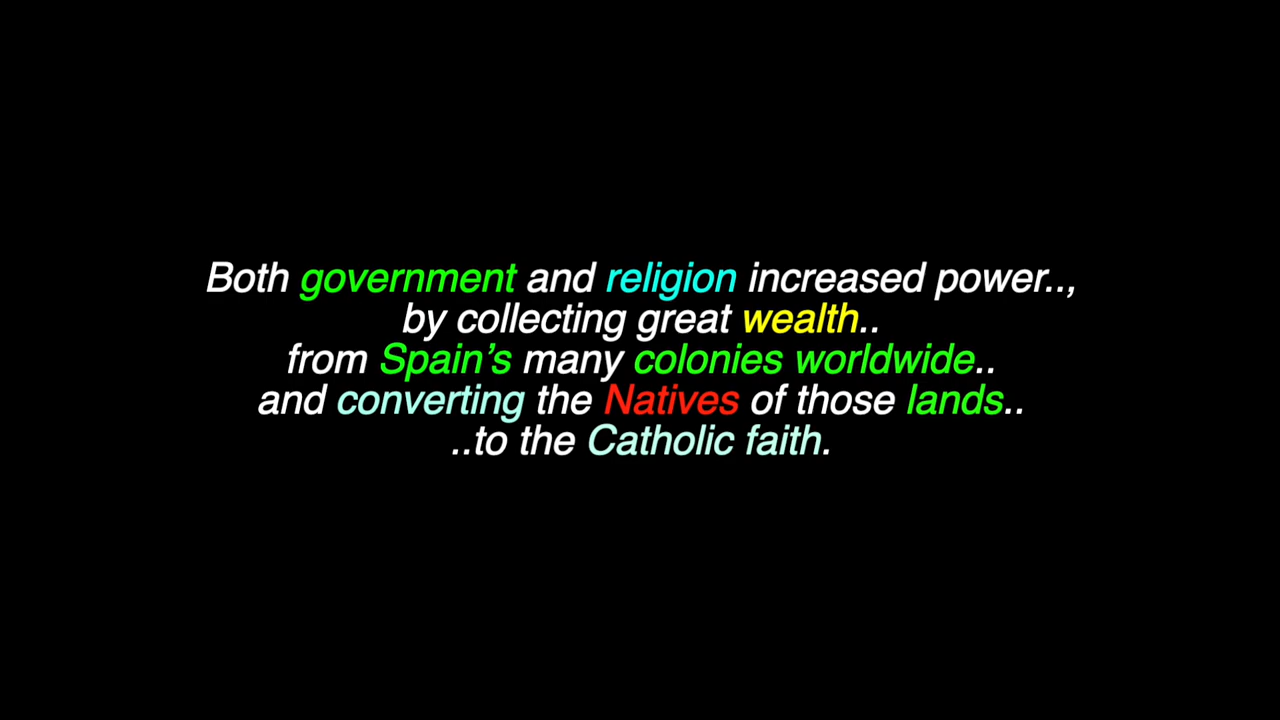 Both government and religion increased power..,
by collecting great wealth..
from Spain’s many colonies worldwide..
and converting the Natives of those lands..
..to the Catholic faith.